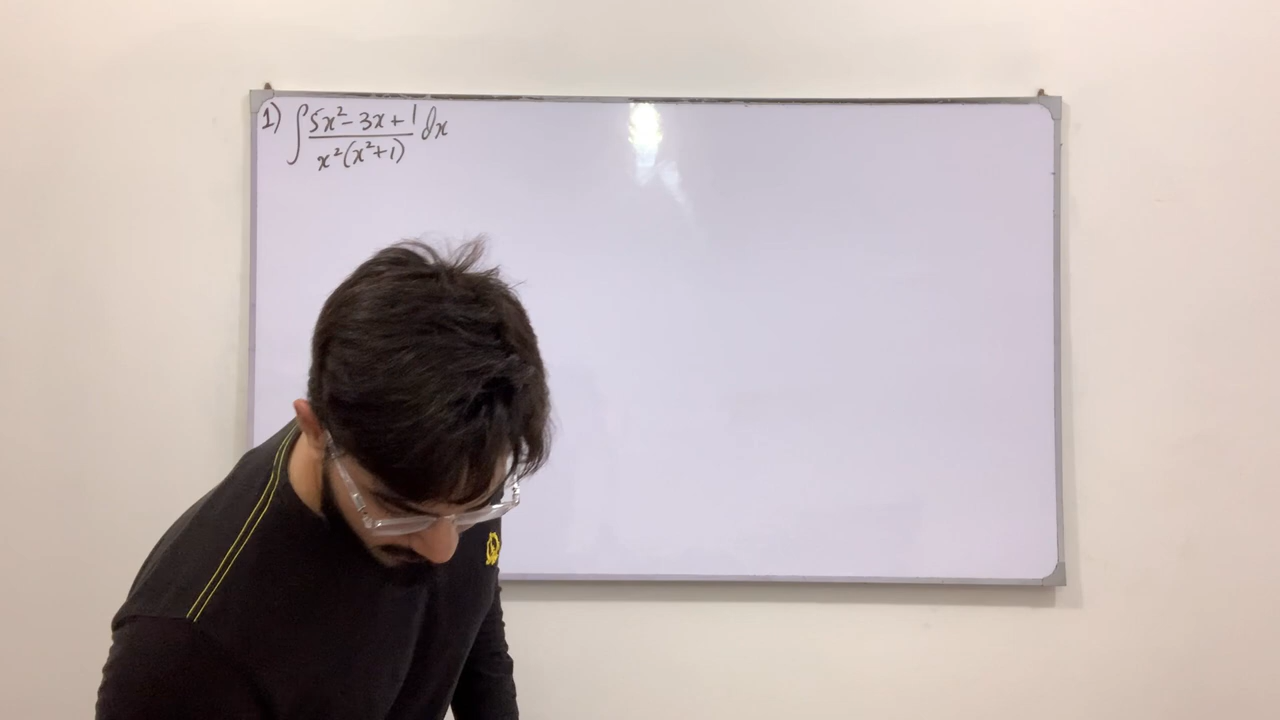 1) ∫ (5x² - 3x + 1) / (x²(x² + 1)) dx